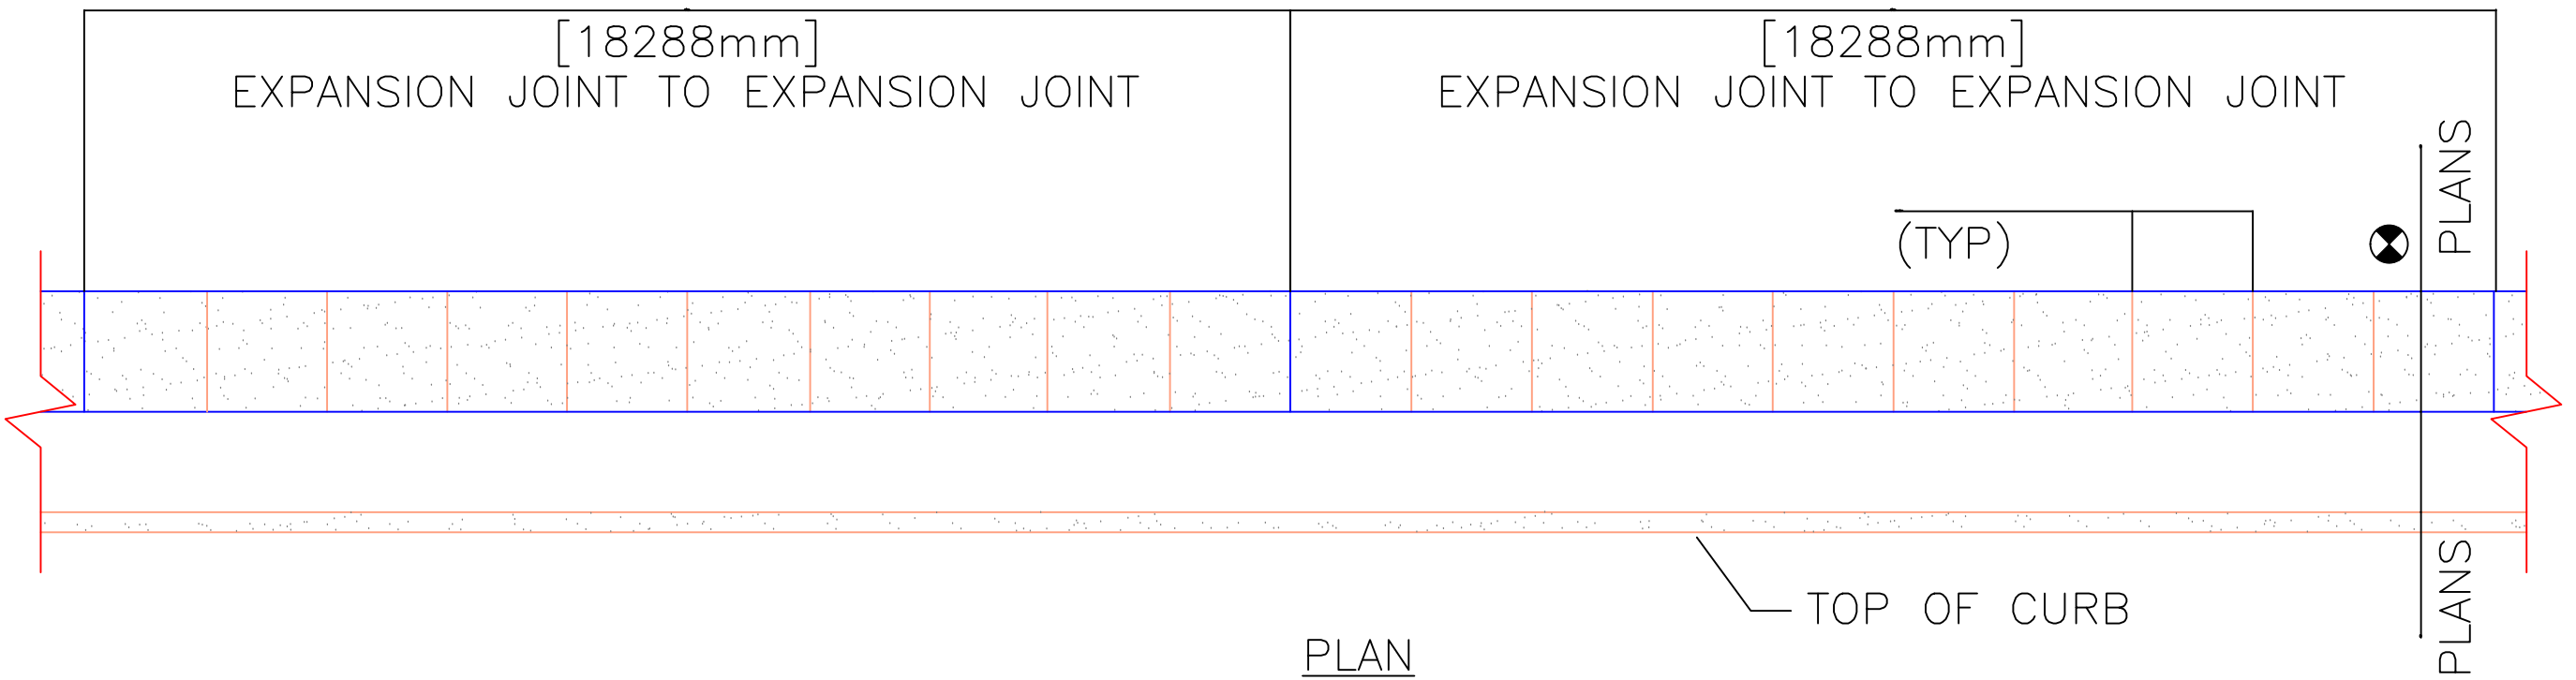 [18288mm]
EXPANSION JOINT TO EXPANSION JOINT
[18288mm]
EXPANSION JOINT TO EXPANSION JOINT
PLANS
(TYP)
TOP OF CURB
PLANS
PLAN